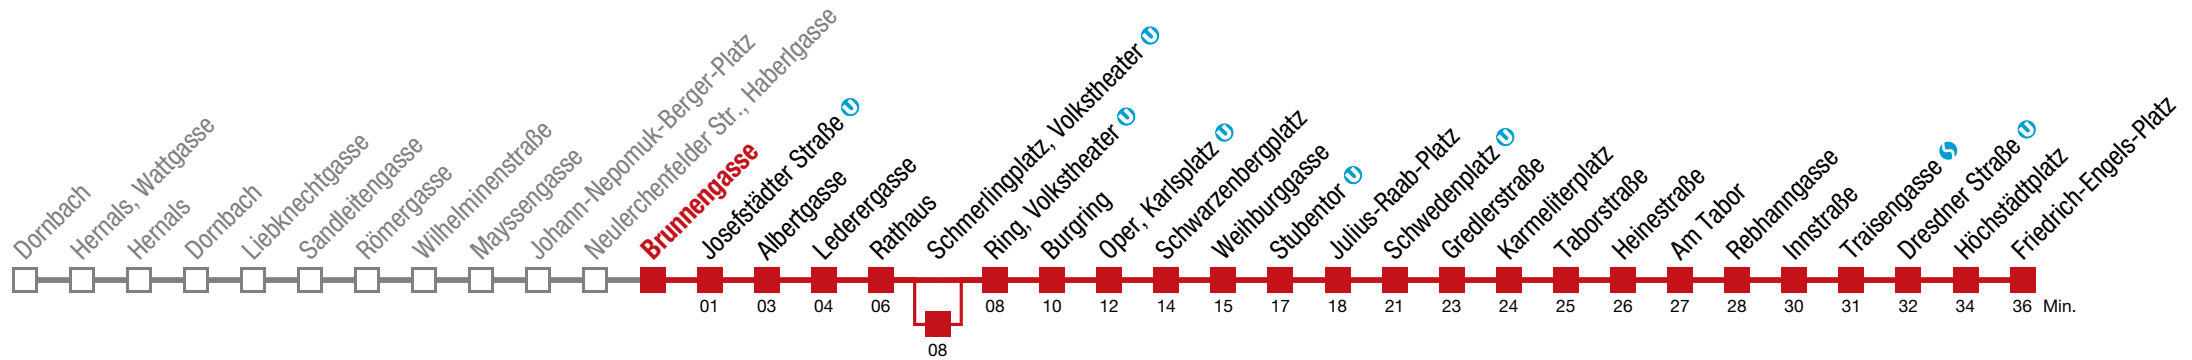 Dornbach
Hernals, Wattgasse
Hernals
Dornbach
Liebknechtgasse
Sandleitengasse
Römergasse
Wilhelminenstraße
Mayssengasse
Johann-Nepomuk-Berger-Platz
Neulerchenfelder Str., Haberlgasse
Brunnengasse
Josefstädter Straße U
Albertgasse
Lederergasse
Rathaus
Schmerlingplatz, Volkstheater U
Ring, Volkstheater U
Burgring
Oper, Karlsplatz U
Schwarzenbergplatz
Weihburggasse
Stubentor U
Julius-Raab-Platz
Schwedenplatz U
Gredlerstraße
Karmeliterplatz
Taborstraße
Heinestraße
Am Tabor
Rebhanngasse
Innstraße
Traisengasse S
Dresdner Straße U
Höchstädtplatz
Friedrich-Engels-Platz
01 03 04 06 08 10 12 14 15 17 18 21 23 24 25 26 27 28 30 31 32 34 36 Min.
08